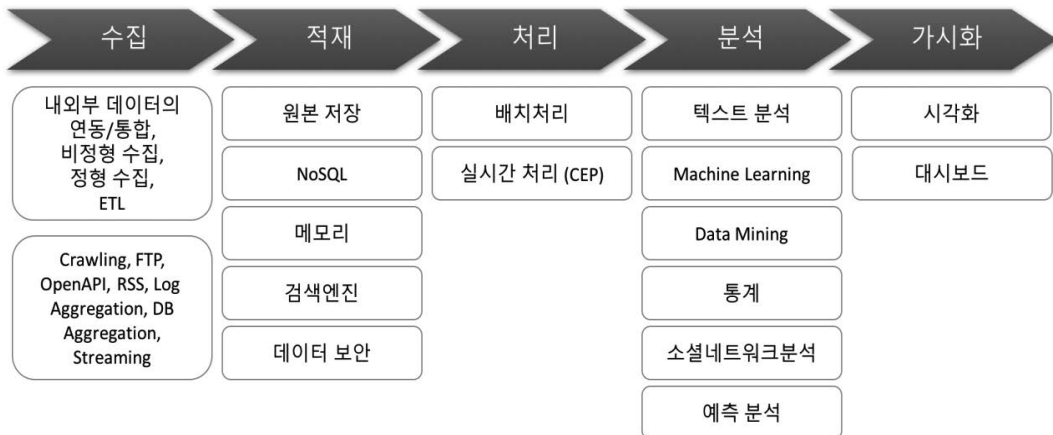 수집
적재
처리
분석
가시화
내외부 데이터의
연동/통합,
비정형 수집,
정형 수집,
ETL
Crawling, FTP,
OpenAPI, RSS, Log
Aggregation, DB
Aggregation,
Streaming
원본 저장
NoSQL
메모리
검색엔진
데이터 보안
배치처리
실시간 처리 (CEP)
텍스트 분석
Machine Learning
Data Mining
통계
소셜네트워크분석
예측 분석
시각화
대시보드